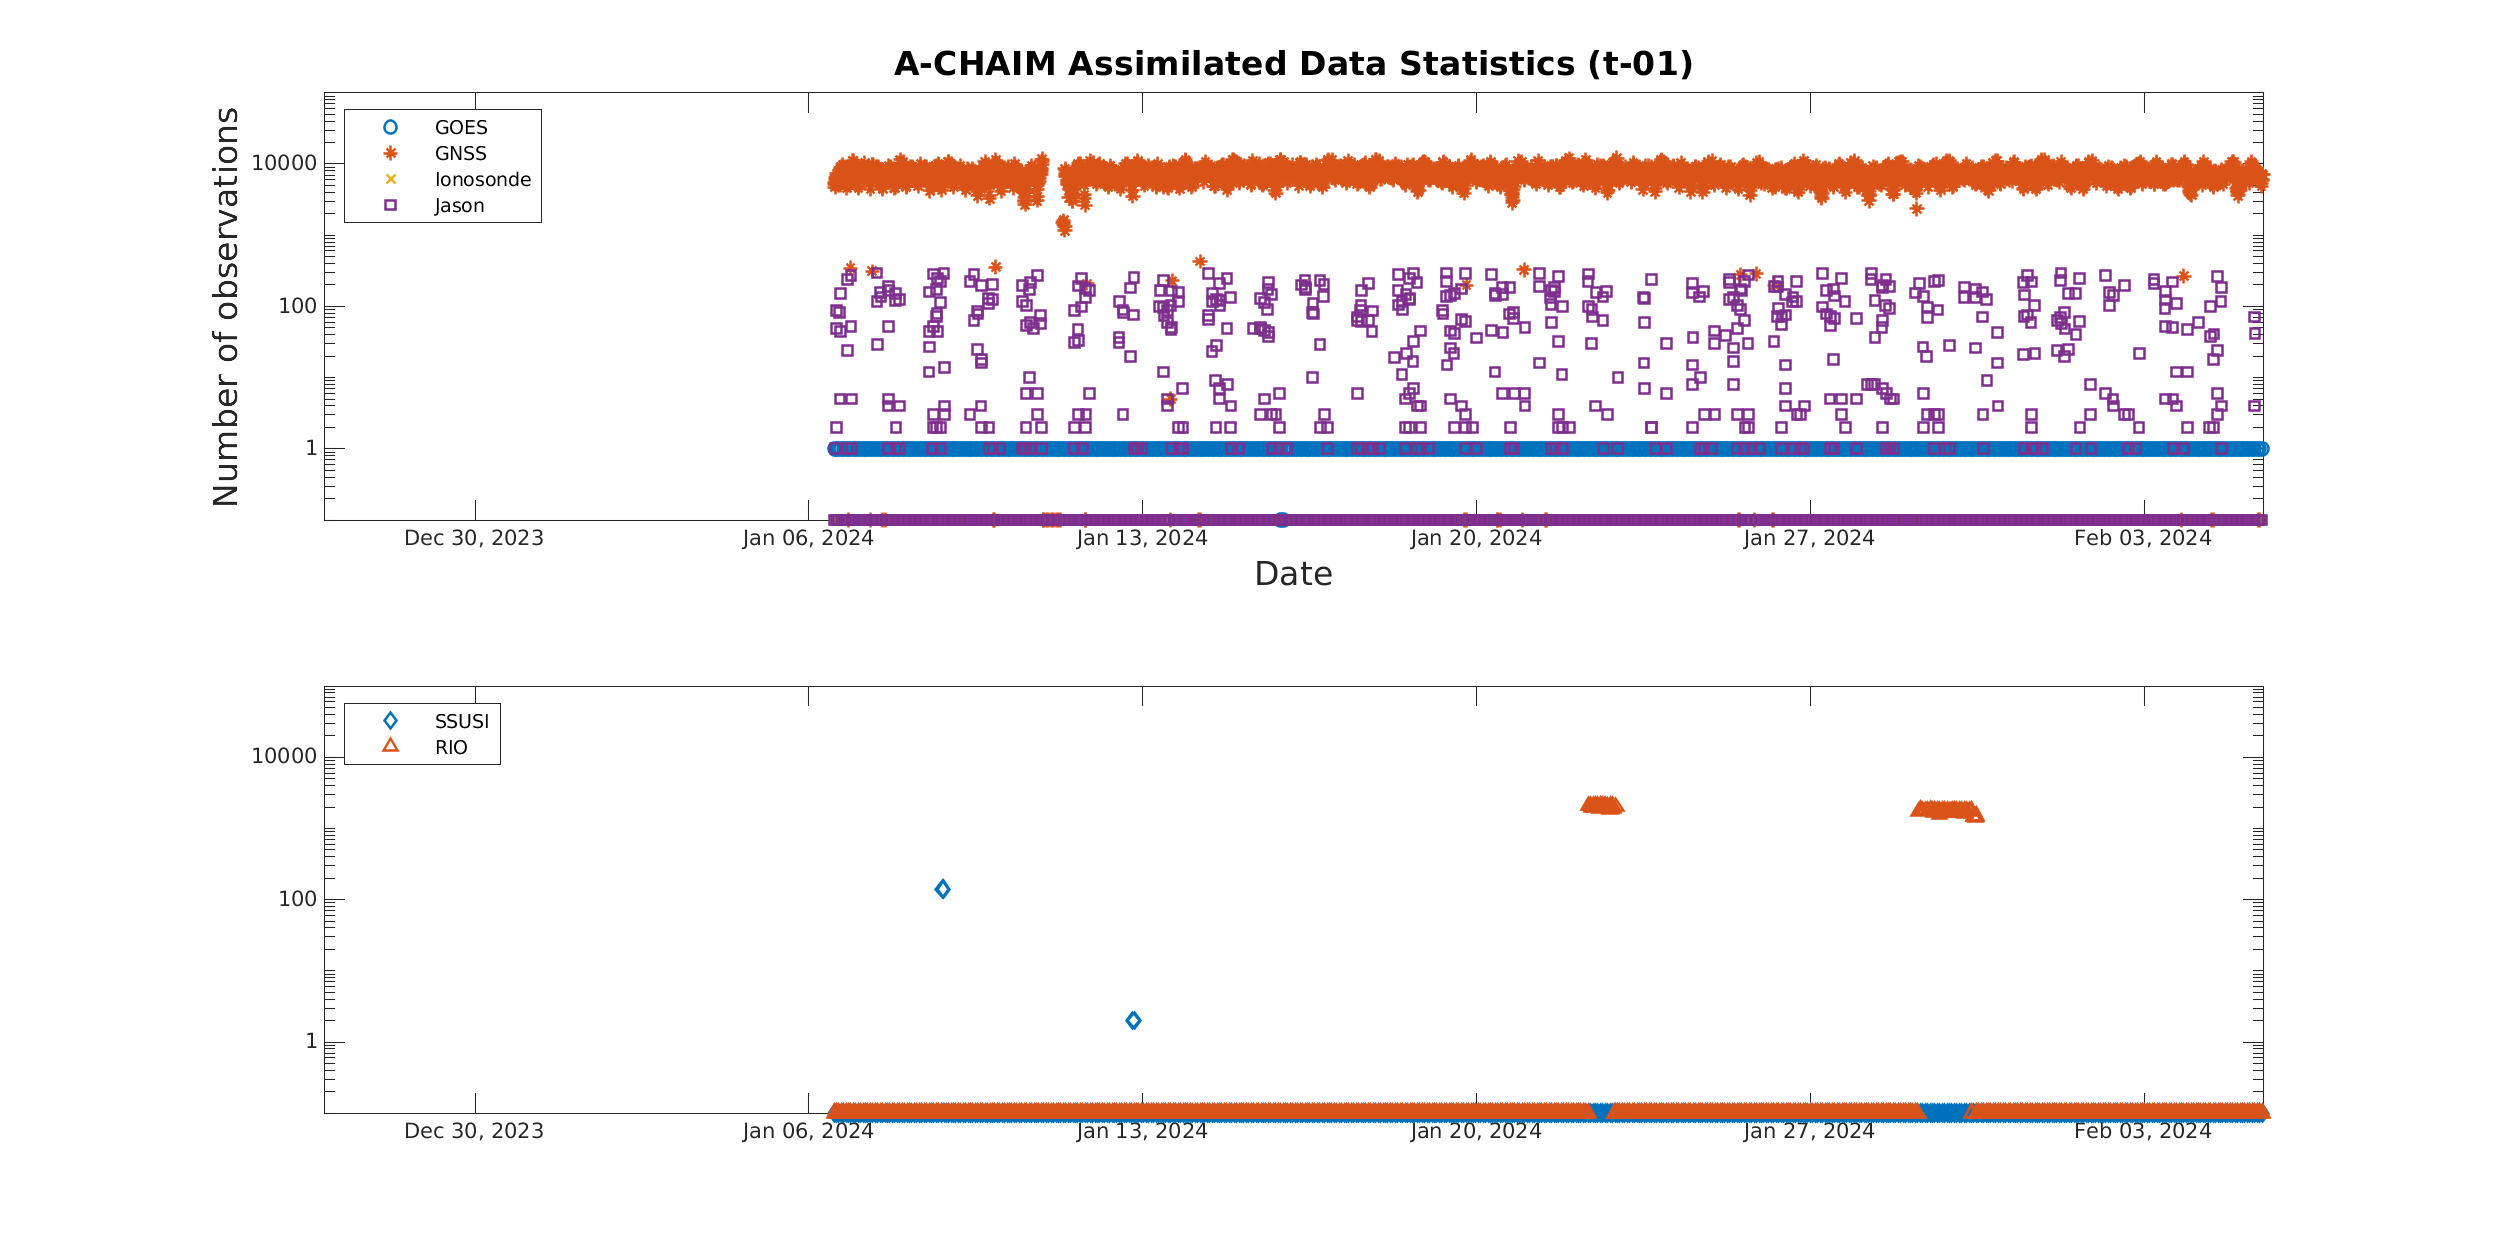 A-CHAIM Assimilated Data Statistics (t-01)
Number of observations
10000
100
1
GOES
GNSS
Ionosonde
Jason
Dec 30, 2023
Jan 06, 2024
Jan 13, 2024
Jan 20, 2024
Jan 27, 2024
Feb 03, 2024
Date
10000
100
1
SSUSI
RIO
Dec 30, 2023
Jan 06, 2024
Jan 13, 2024
Jan 20, 2024
Jan 27, 2024
Feb 03, 2024